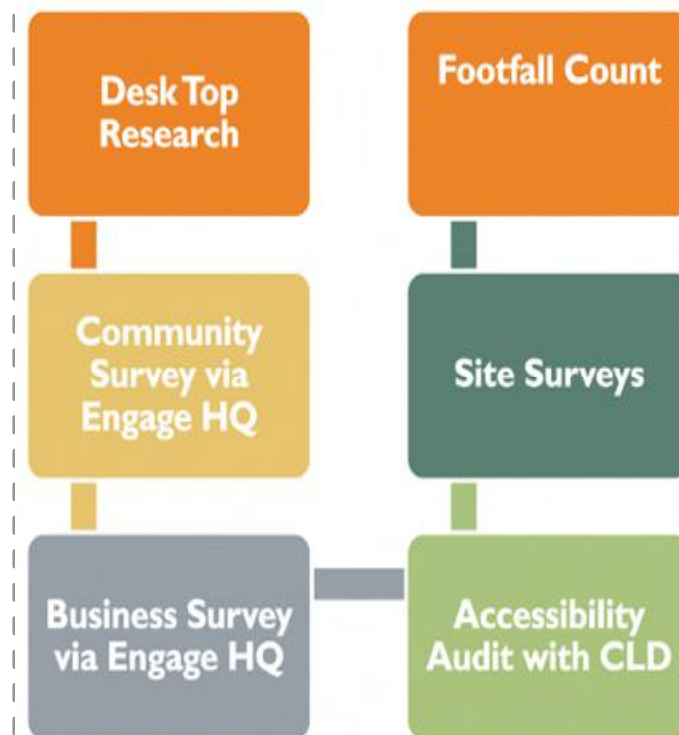 Desk Top
Research
Community
Survey via
Engage HQ
Business Survey
via Engage HQ
Accessibility
Audit with CLD
Site Surveys
Footfall Count